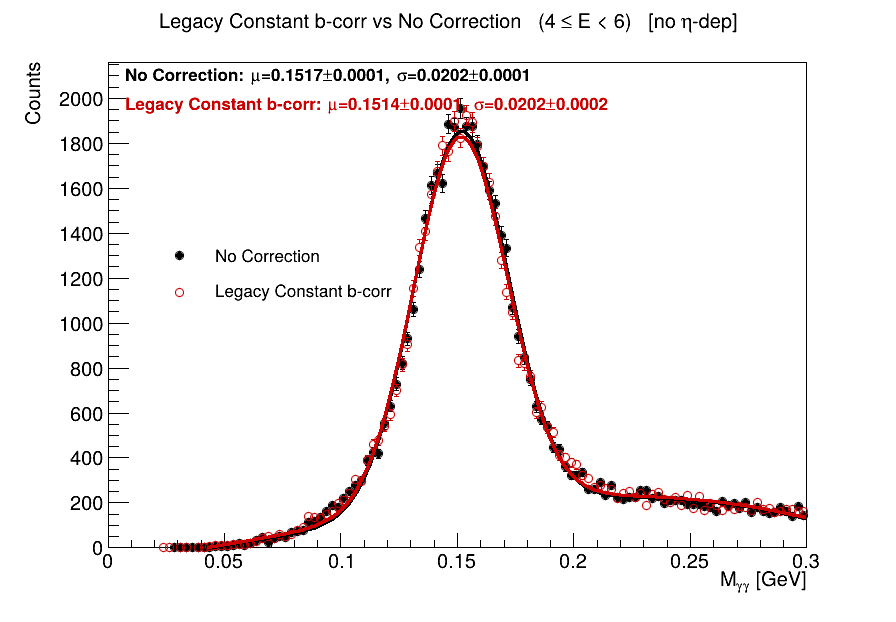 Legacy Constant b-corr vs No Correction (4 ≤ E < 6) [no η-dep]
Counts
No Correction: μ=0.1517±0.0001, σ=0.0202±0.0001
Legacy Constant b-corr: μ=0.1514±0.0001, σ=0.0202±0.0002
2000
1800
1600
1400
1200
1000
800
600
400
200
0
No Correction
Legacy Constant b-corr
0 0.05 0.1 0.15 0.2 0.25 0.3
Mγγ [GeV]